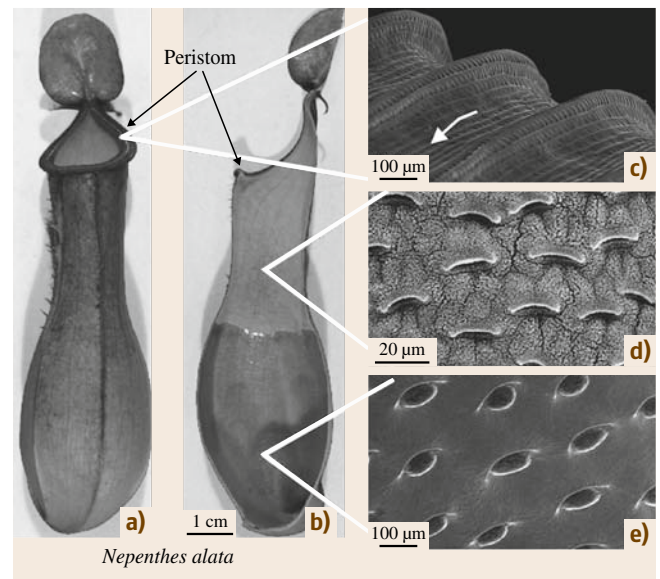 Peristom
100 µm
c)
20 µm
d)
a)
1 cm
b)
100 µm
e)
Nepenthes alata